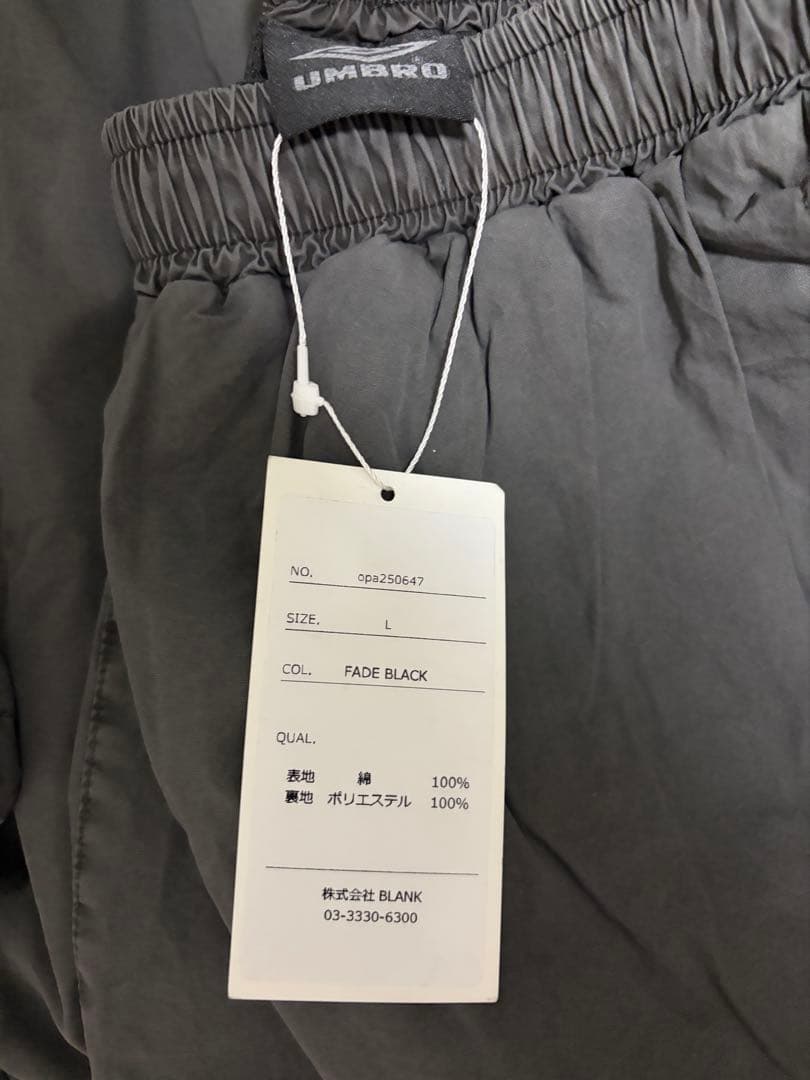 UMBRO®
NO. opa250647
SIZE. L
COL. FADE BLACK
QUAL.
表地 綿 100%
裏地 ポリエステル 100%
株式会社 BLANK
03-3330-6300